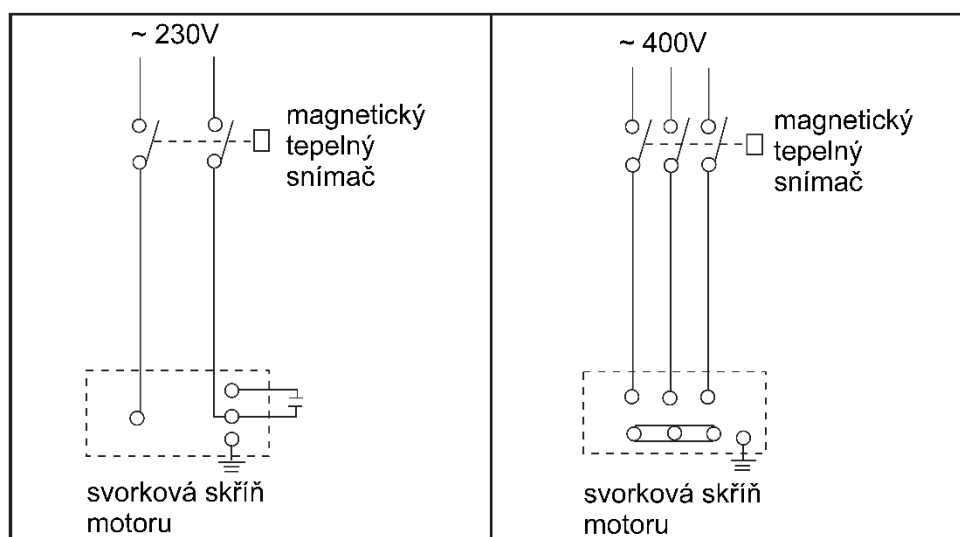 ~ 230V
magnetický
tepelný
snímač
svorková skříň
motoru
~ 400V
magnetický
tepelný
snímač
svorková skříň
motoru